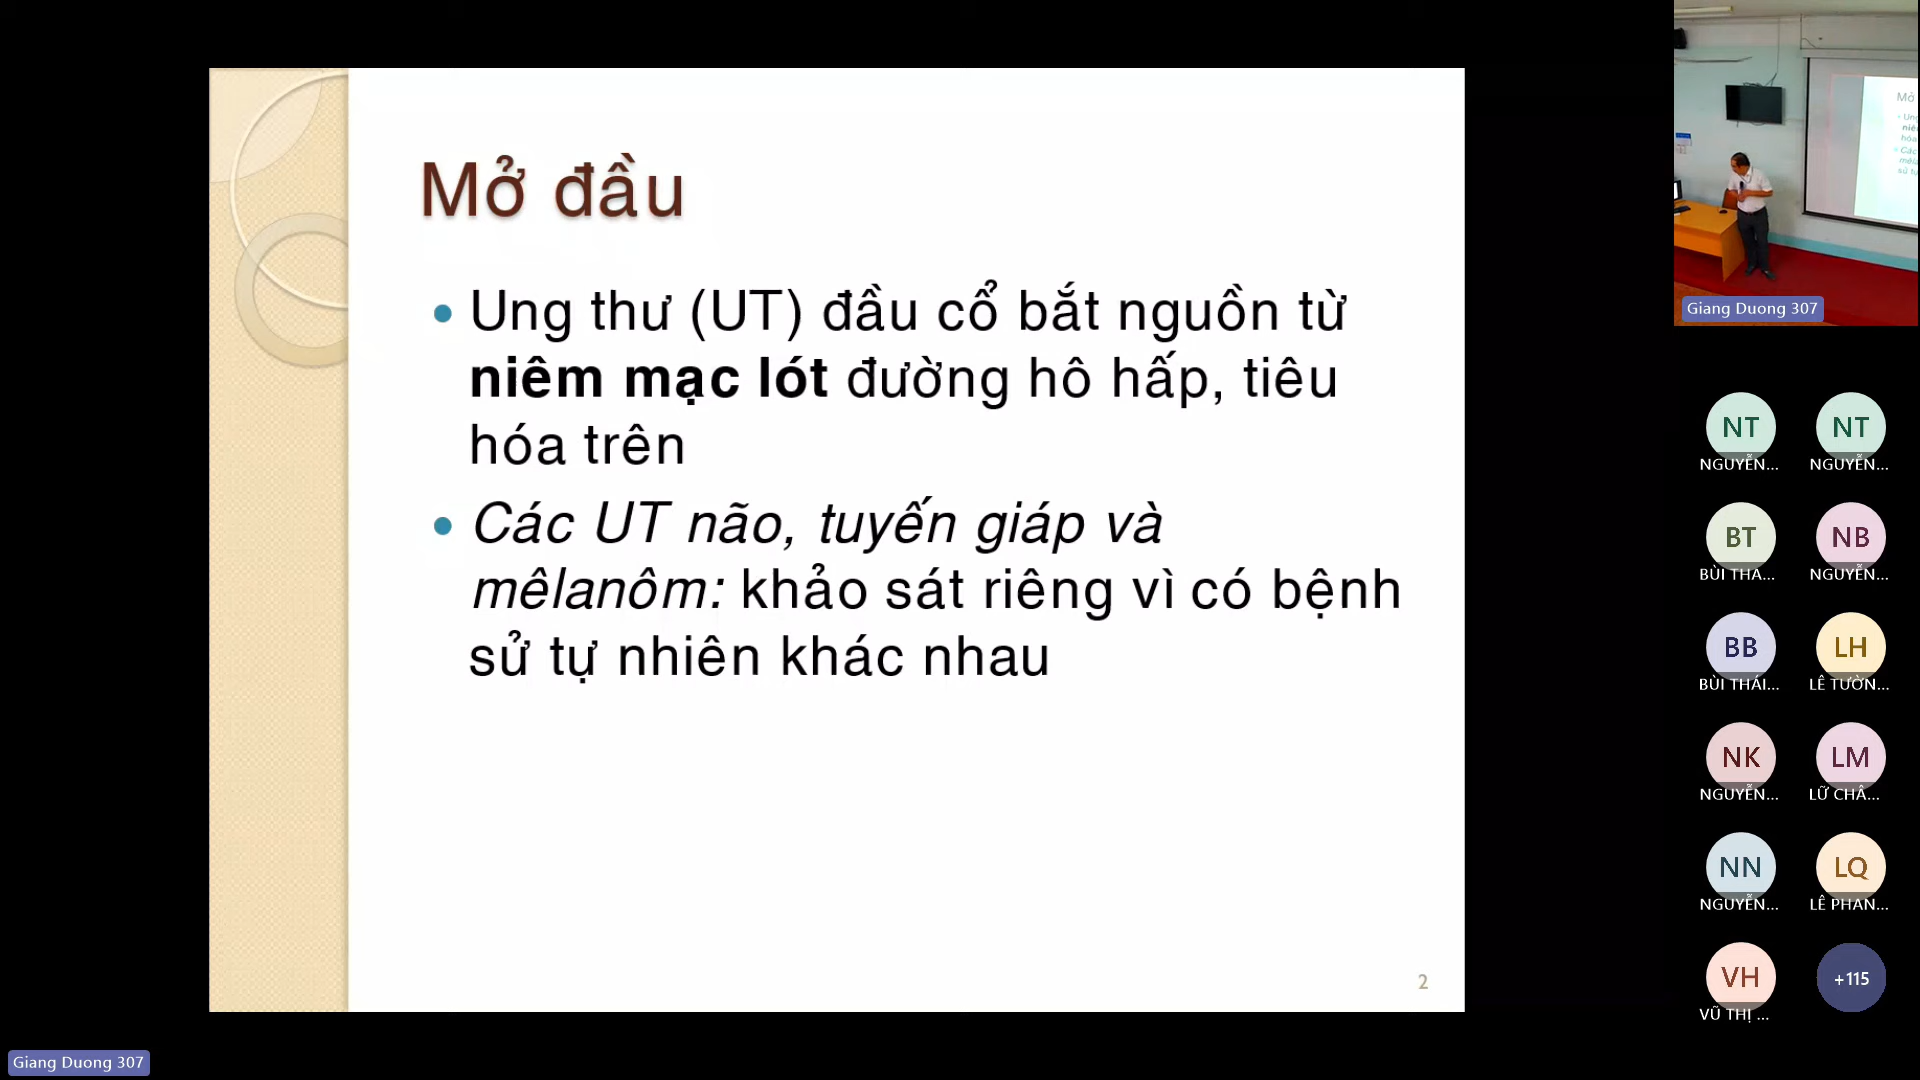 Mở đầu
Ung thư (UT) đầu cổ bắt nguồn từ
niêm mạc lót đường hô hấp, tiêu
hóa trên
Các UT não, tuyến giáp và
mêlanôm: khảo sát riêng vì có bệnh
sử tự nhiên khác nhau
2
Giang Duong 307
Giang Duong 307
NT
NGUYỄN...
NT
NGUYỄN...
BT
BÙI THA...
NB
NGUYỄN...
BB
BÙI THÁI...
LH
LÊ TƯỜN...
NK
NGUYỄN...
LM
LỮ CHÂ...
NN
NGUYỄN...
LQ
LÊ PHAN...
VH
VŨ THỊ ...
+115